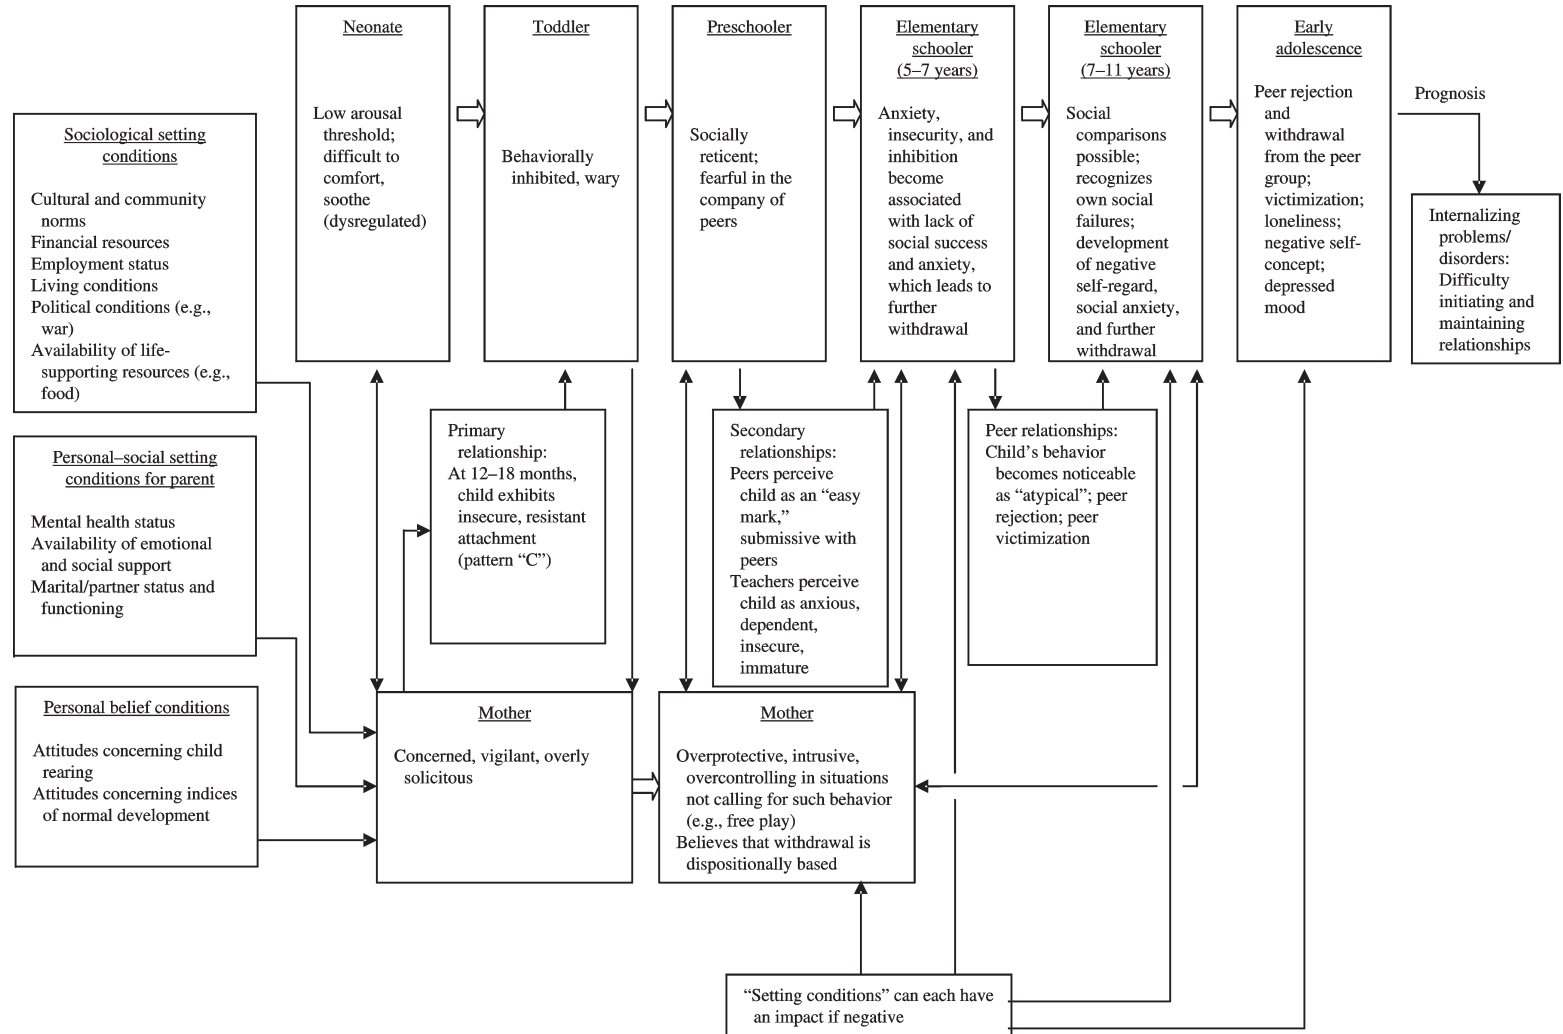 Neonate
Low arousal
threshold;
difficult to
comfort,
soothe
(dysregulated)
Toddler
Behaviorally
inhibited, wary
Preschooler
Socially
reticent;
fearful in the
company of
peers
Elementary
schooler
(5–7 years)
Anxiety,
insecurity, and
inhibition
become
associated
with lack of
social success
and anxiety,
which leads to
further
withdrawal
Elementary
schooler
(7–11 years)
Social
comparisons
possible;
recognizes
own social
failures;
development
of negative
self-regard,
social anxiety,
and further
withdrawal
Early
adolescence
Peer rejection
and
withdrawal
from the peer
group;
victimization;
loneliness;
negative self-
concept;
depressed
mood
Prognosis
Internalizing
problems/
disorders:
Difficulty
initiating and
maintaining
relationships
Sociological setting
conditions
Cultural and community
norms
Financial resources
Employment status
Living conditions
Political conditions (e.g.,
war)
Availability of life-
supporting resources (e.g.,
food)
Personal–social setting
conditions for parent
Mental health status
Availability of emotional
and social support
Marital/partner status and
functioning
Personal belief conditions
Attitudes concerning child
rearing
Attitudes concerning indices
of normal development
Primary
relationship:
At 12–18 months,
child exhibits
insecure, resistant
attachment
(pattern “C”)
Secondary
relationships:
Peers perceive
child as an “easy
mark,”
submissive with
peers
Teachers perceive
child as anxious,
dependent,
insecure,
immature
Peer relationships:
Child’s behavior
becomes noticeable
as “atypical”; peer
rejection; peer
victimization
Mother
Concerned, vigilant, overly
solicitous
Mother
Overprotective, intrusive,
overcontrolling in situations
not calling for such behavior
(e.g., free play)
Believes that withdrawal is
dispositionally based
“Setting conditions” can each have
an impact if negative